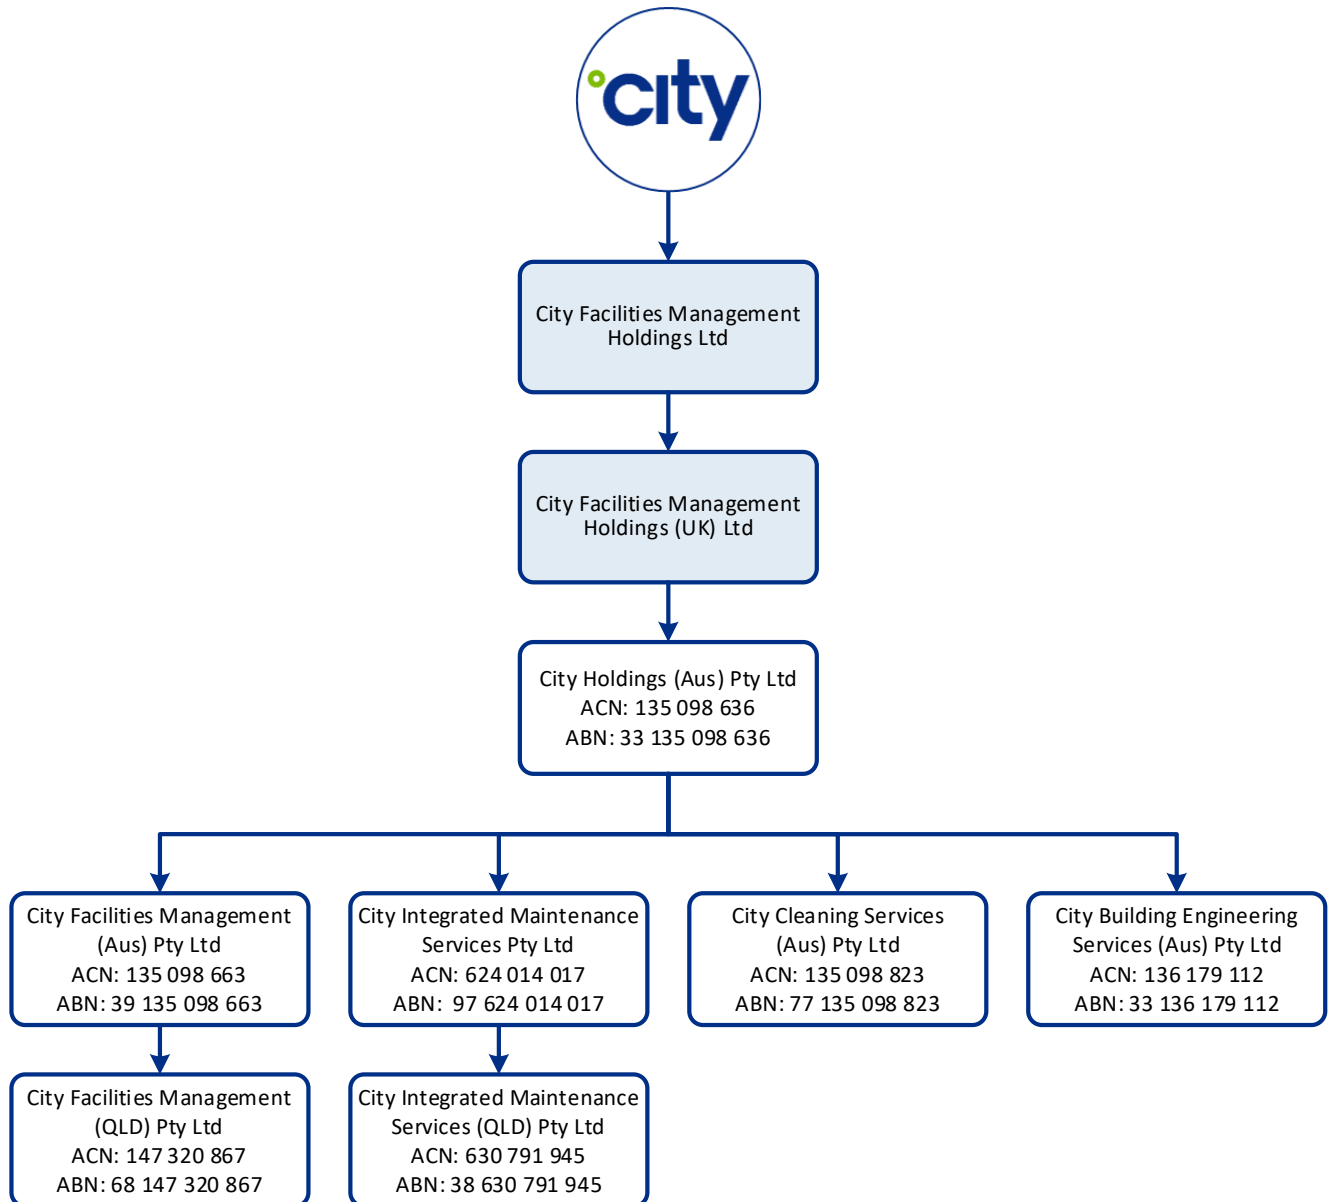 °city
City Facilities Management
Holdings Ltd
City Facilities Management
Holdings (UK) Ltd
City Holdings (Aus) Pty Ltd
ACN: 135 098 636
ABN: 33 135 098 636
City Facilities Management
(Aus) Pty Ltd
ACN: 135 098 663
ABN: 39 135 098 663
City Integrated Maintenance
Services Pty Ltd
ACN: 624 014 017
ABN: 97 624 014 017
City Cleaning Services
(Aus) Pty Ltd
ACN: 135 098 823
ABN: 77 135 098 823
City Building Engineering
Services (Aus) Pty Ltd
ACN: 136 179 112
ABN: 33 136 179 112
City Facilities Management
(QLD) Pty Ltd
ACN: 147 320 867
ABN: 68 147 320 867
City Integrated Maintenance
Services (QLD) Pty Ltd
ACN: 630 791 945
ABN: 38 630 791 945